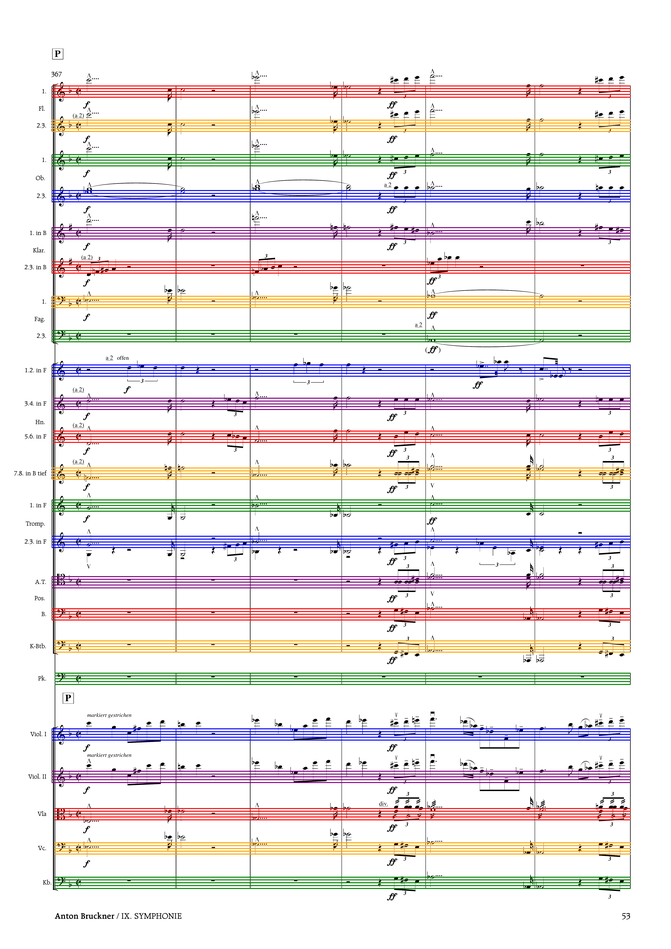 P
367
1.
Fl.
(a 2)
2.3.
1.
Ob.
2.3.
a 2
1. in B
Klar.
(a 2)
2.3. in B
1.
Fag.
a 2
2.3.
(ff)
a 2 offen
1.2. in F
(a 2)
3.4. in F
Hn.
(a 2)
5.6. in F
(a 2)
7.8. in B tief
1. in F
Tromp.
2.3. in F
A.T.
Pos.
B.
K-Btb.
Pk.
P
markiert gestrichen
Viol. I
markiert gestrichen
Viol. II
div.
Vla
Vc.
Kb.
Anton Bruckner / IX. SYMPHONIE 53